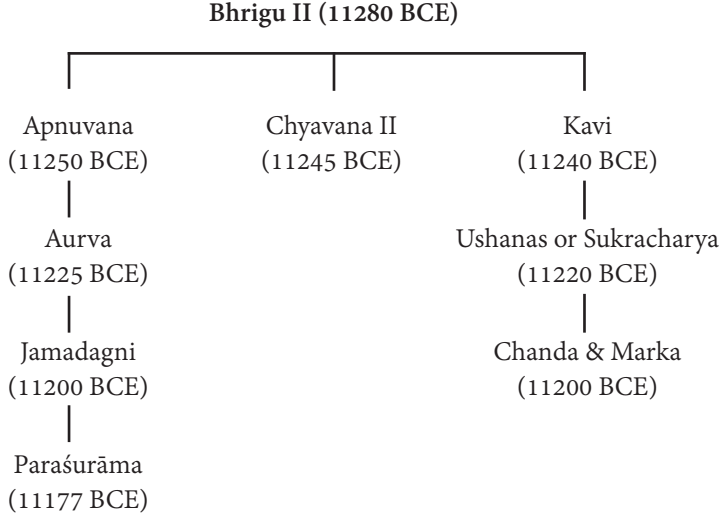 Bhrigu II (11280 BCE)
Apnuvana Chyavana II Kavi
(11250 BCE) (11245 BCE) (11240 BCE)
Aurva Ushanas or Sukracharya
(11225 BCE) (11220 BCE)
Jamadagni Chanda & Marka
(11200 BCE) (11200 BCE)
Paraśurāma
(11177 BCE)